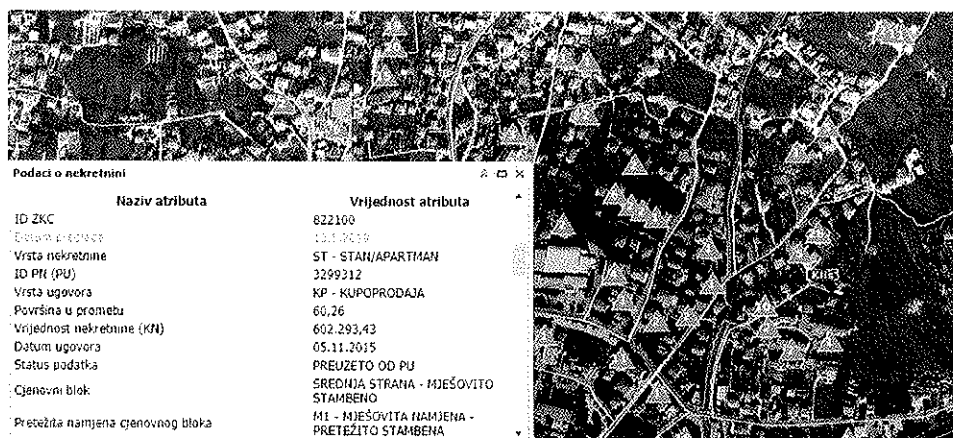 Podaci o nekretnini
Naziv atributa Vrijednost atributa
ID ZKC 822100
Vrsta nekretnine ST - STAN/APARTMAN
ID PN (PU) 3299312
Vrsta ugovora KP - KUPOPRODAJA
Površina u prometu 60,26
Vrijednost nekretnine (KN) 602.293,43
Datum ugovora 05.11.2015
Status podatka PREUZETO OD PU
Cjenovni blok SREDNJA STRANA - MJEŠOVITO
STAMBENO
Pretežita namjena cjenovnog bloka M1 - MJEŠOVITA NAMJENA -
PRETEŽITO STAMBENA